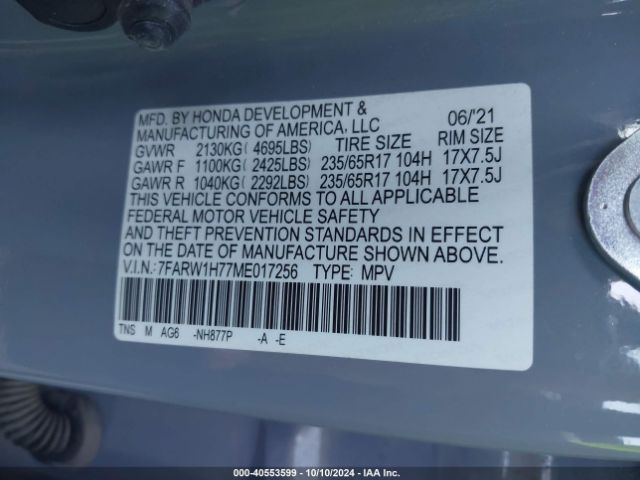 MFD. BY HONDA DEVELOPMENT &
MANUFACTURING OF AMERICA, LLC 06/'21
GVWR 2130KG( 4695LBS) TIRE SIZE RIM SIZE
GAWR F 1100KG( 2425LBS) 235/65R17 104H 17X7.5J
GAWR R 1040KG( 2292LBS) 235/65R17 104H 17X7.5J
THIS VEHICLE CONFORMS TO ALL APPLICABLE
FEDERAL MOTOR VEHICLE SAFETY
AND THEFT PREVENTION STANDARDS IN EFFECT
ON THE DATE OF MANUFACTURE SHOWN ABOVE.
V.I.N.:7FARW1H77ME017256 TYPE: MPV
TNS M AG6 -NH877P -A -E
000-40553599 - 10/10/2024 - IAA Inc.